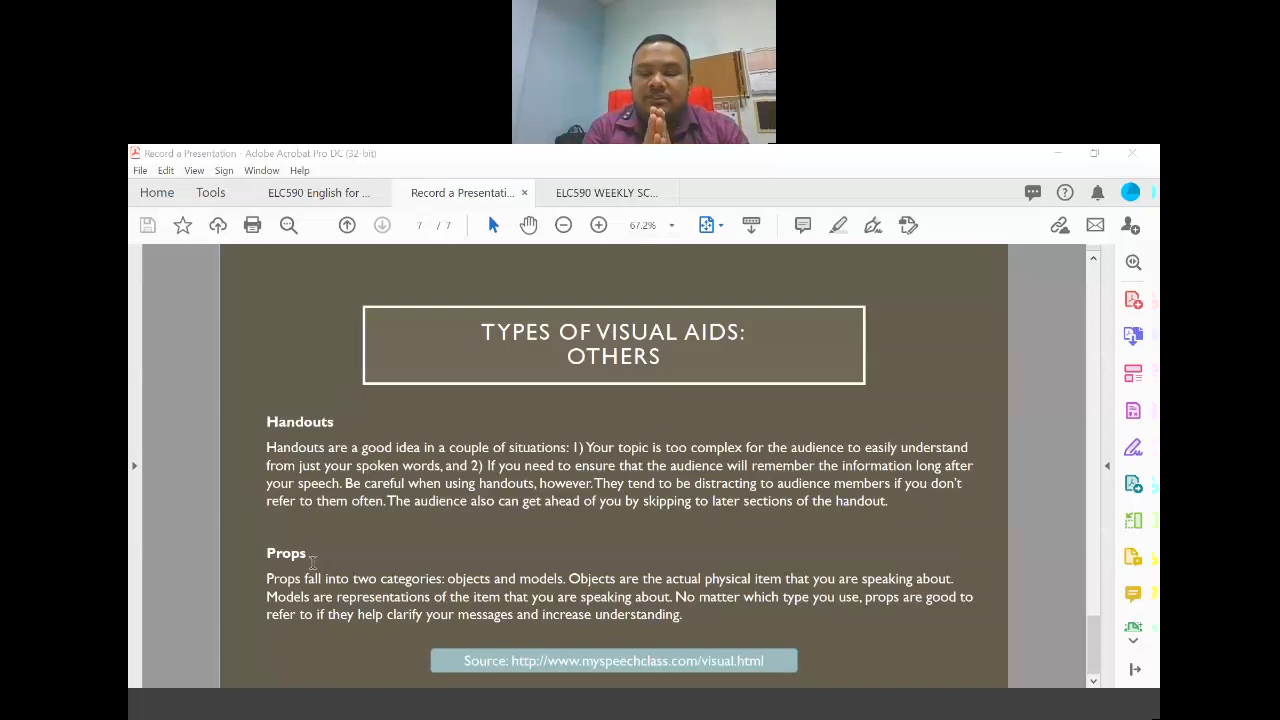 Record a Presentation - Adobe Acrobat Pro DC (32-bit)
File Edit View Sign Window Help
Home Tools ELC590 English for ... Record a Presentati... × ELC590 WEEKLY SC...
7 / 7 67.2%
TYPES OF VISUAL AIDS:
OTHERS
Handouts
Handouts are a good idea in a couple of situations: 1) Your topic is too complex for the audience to easily understand
from just your spoken words, and 2) If you need to ensure that the audience will remember the information long after
your speech. Be careful when using handouts, however. They tend to be distracting to audience members if you don't
refer to them often. The audience also can get ahead of you by skipping to later sections of the handout.
Props
Props fall into two categories: objects and models. Objects are the actual physical item that you are speaking about.
Models are representations of the item that you are speaking about. No matter which type you use, props are good to
refer to if they help clarify your messages and increase understanding.
Source: http://www.myspeechclass.com/visual.html